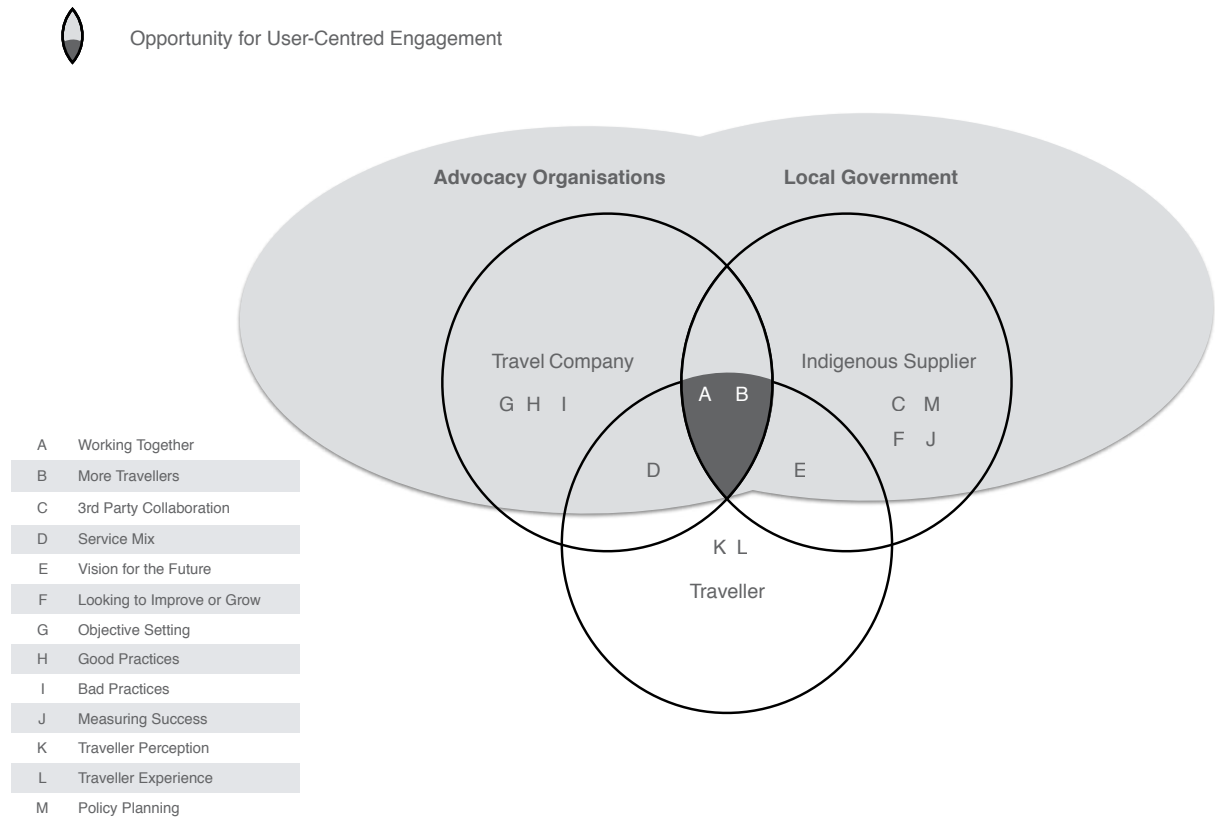 Opportunity for User-Centred Engagement
Advocacy Organisations
Local Government
Travel Company
Indigenous Supplier
G H I
A B
C M
F J
D
E
K L
Traveller
A Working Together
B More Travellers
C 3rd Party Collaboration
D Service Mix
E Vision for the Future
F Looking to Improve or Grow
G Objective Setting
H Good Practices
I Bad Practices
J Measuring Success
K Traveller Perception
L Traveller Experience
M Policy Planning